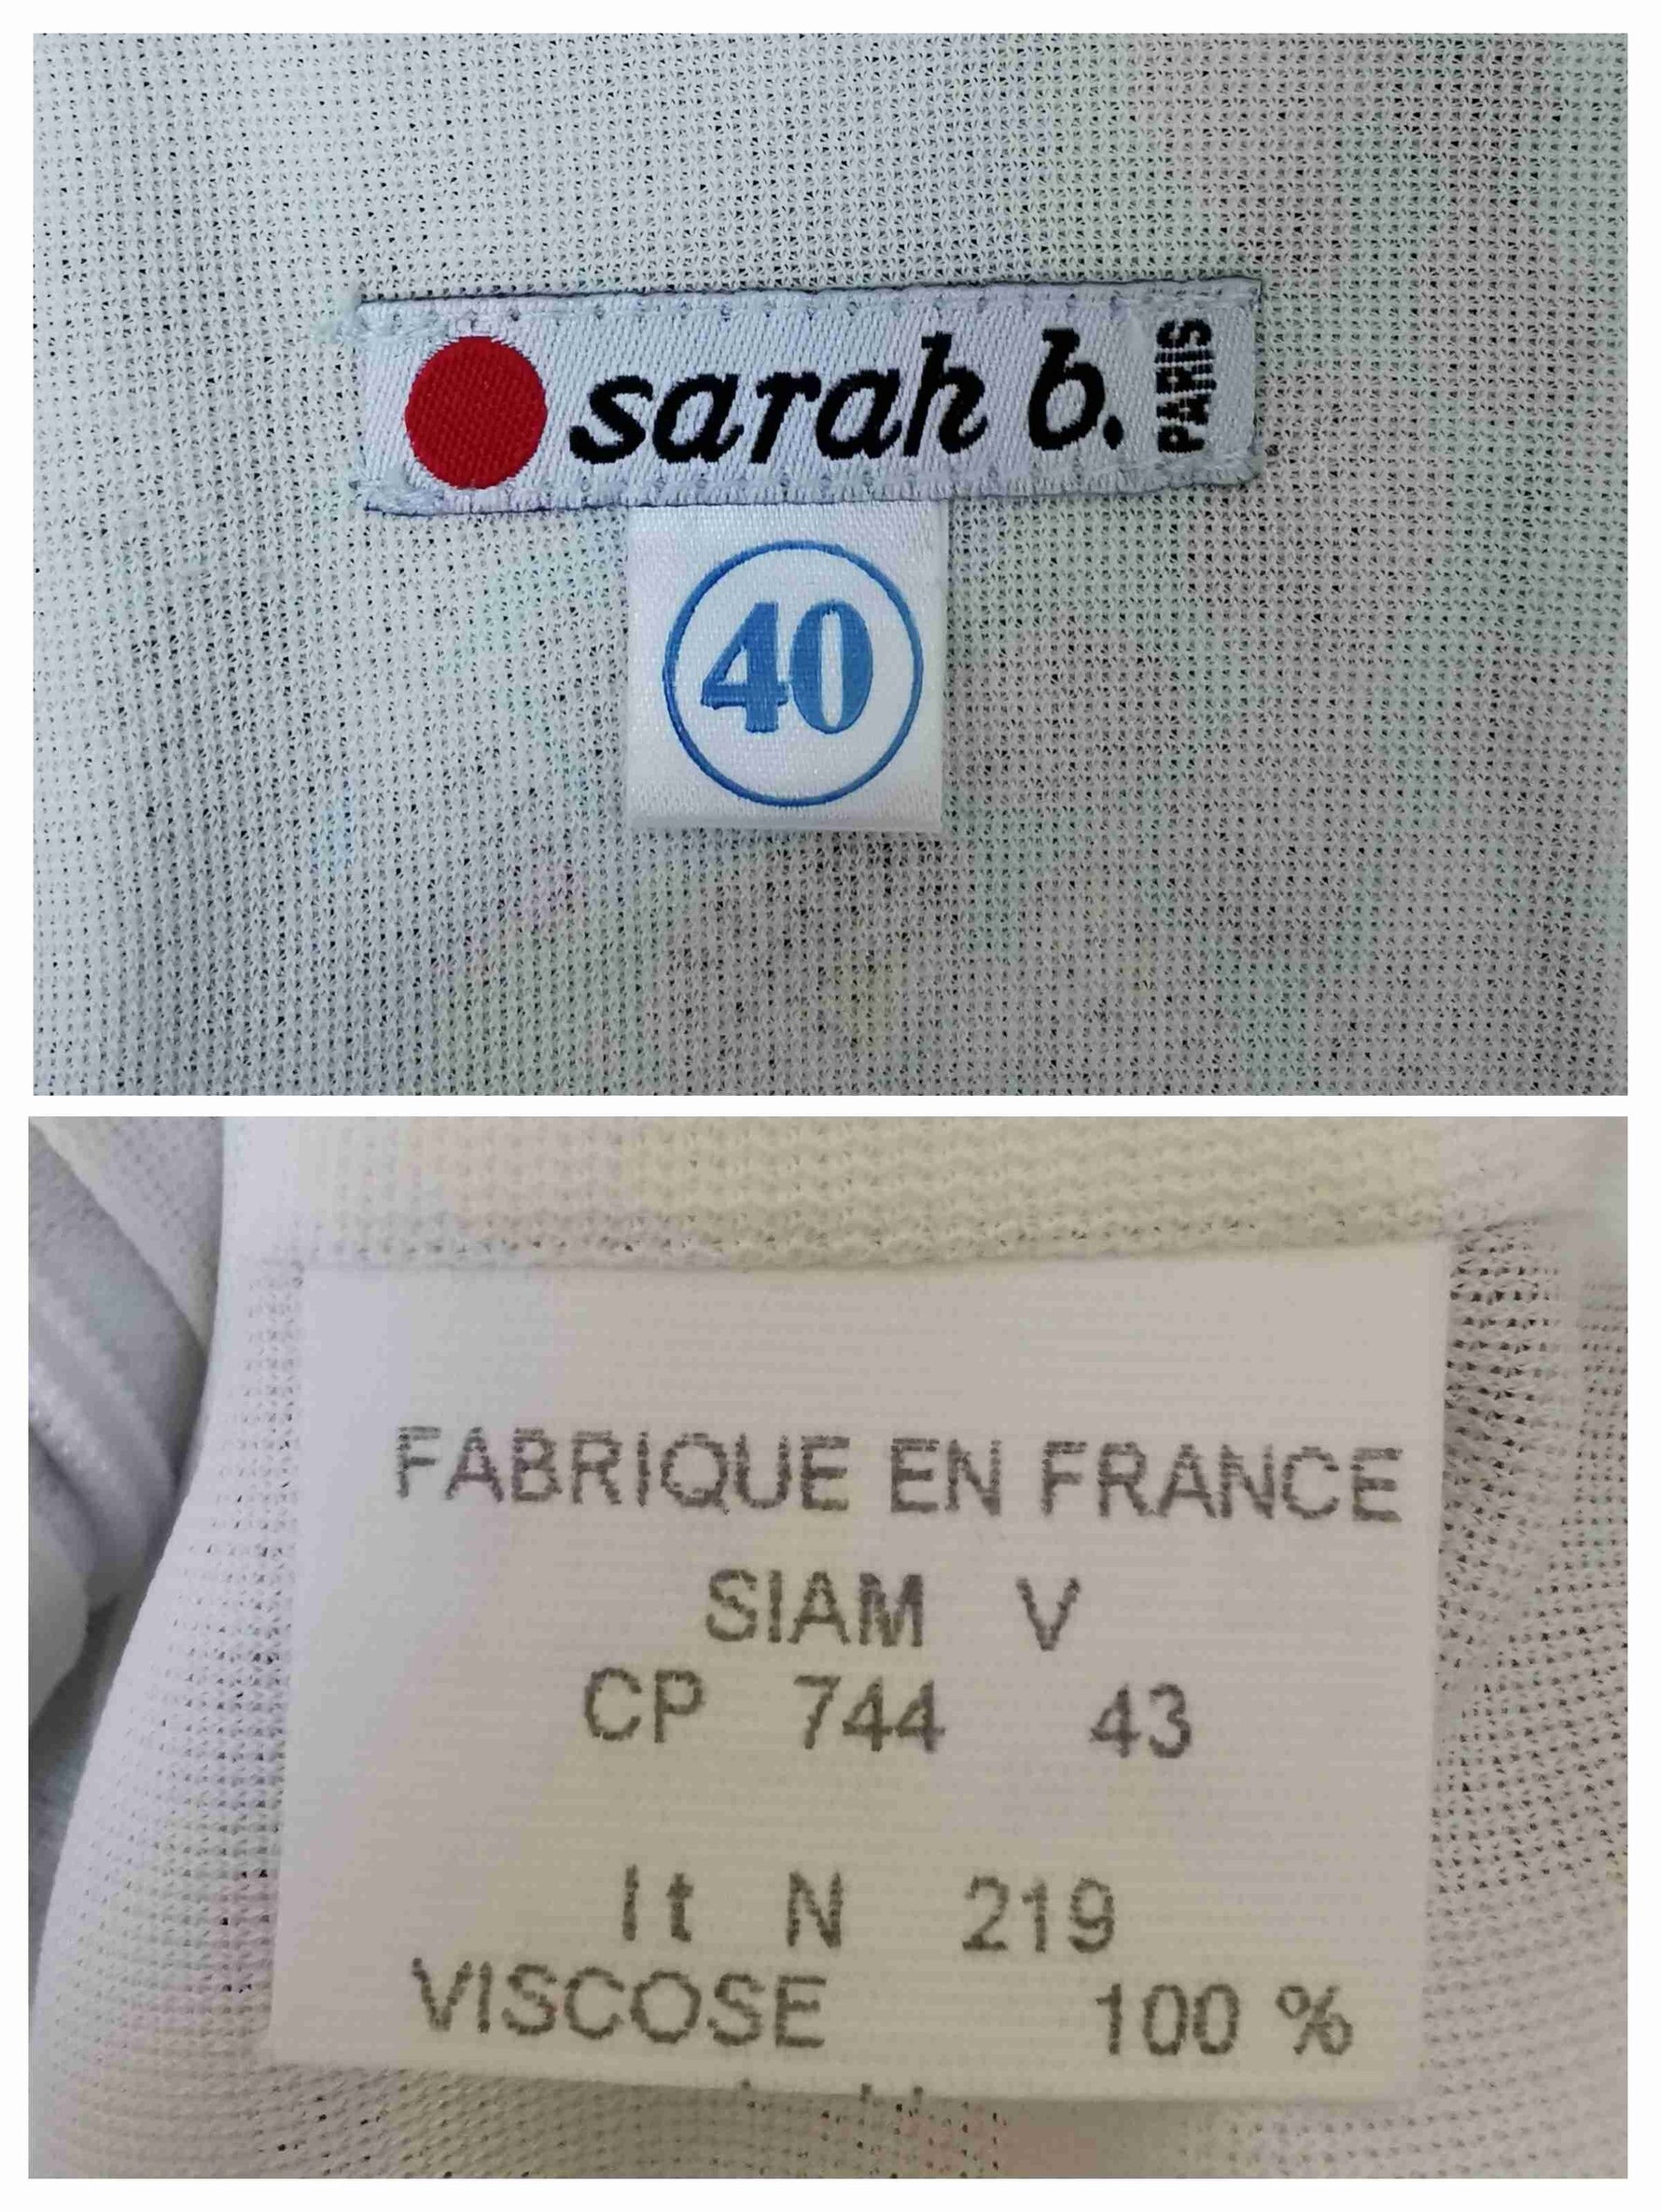 sarah b. PARIS
40
FABRIQUE EN FRANCE
SIAM V
CP 744 43
It N 219
VISCOSE 100 %